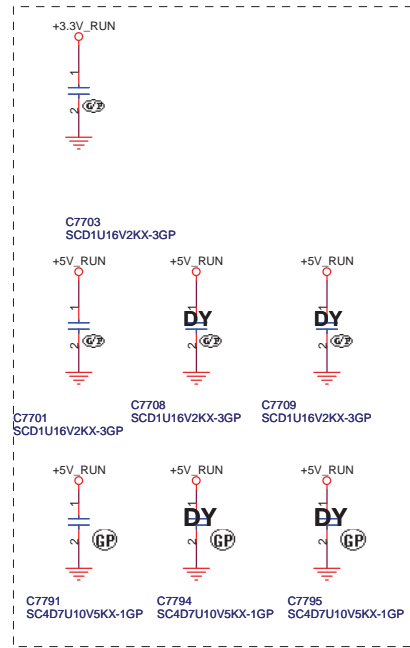 +3.3V_RUN
1
2
G/P
C7703
SCD1U16V2KX-3GP
+5V_RUN +5V_RUN +5V_RUN
1 1 1
DY DY
2 2 2
G/P G/P G/P
C7701 C7708 C7709
SCD1U16V2KX-3GP SCD1U16V2KX-3GP SCD1U16V2KX-3GP
+5V_RUN +5V_RUN +5V_RUN
1 1 1
DY DY
2 2 2
GP GP GP
C7791 C7794 C7795
SC4D7U10V5KX-1GP SC4D7U10V5KX-1GP SC4D7U10V5KX-1GP